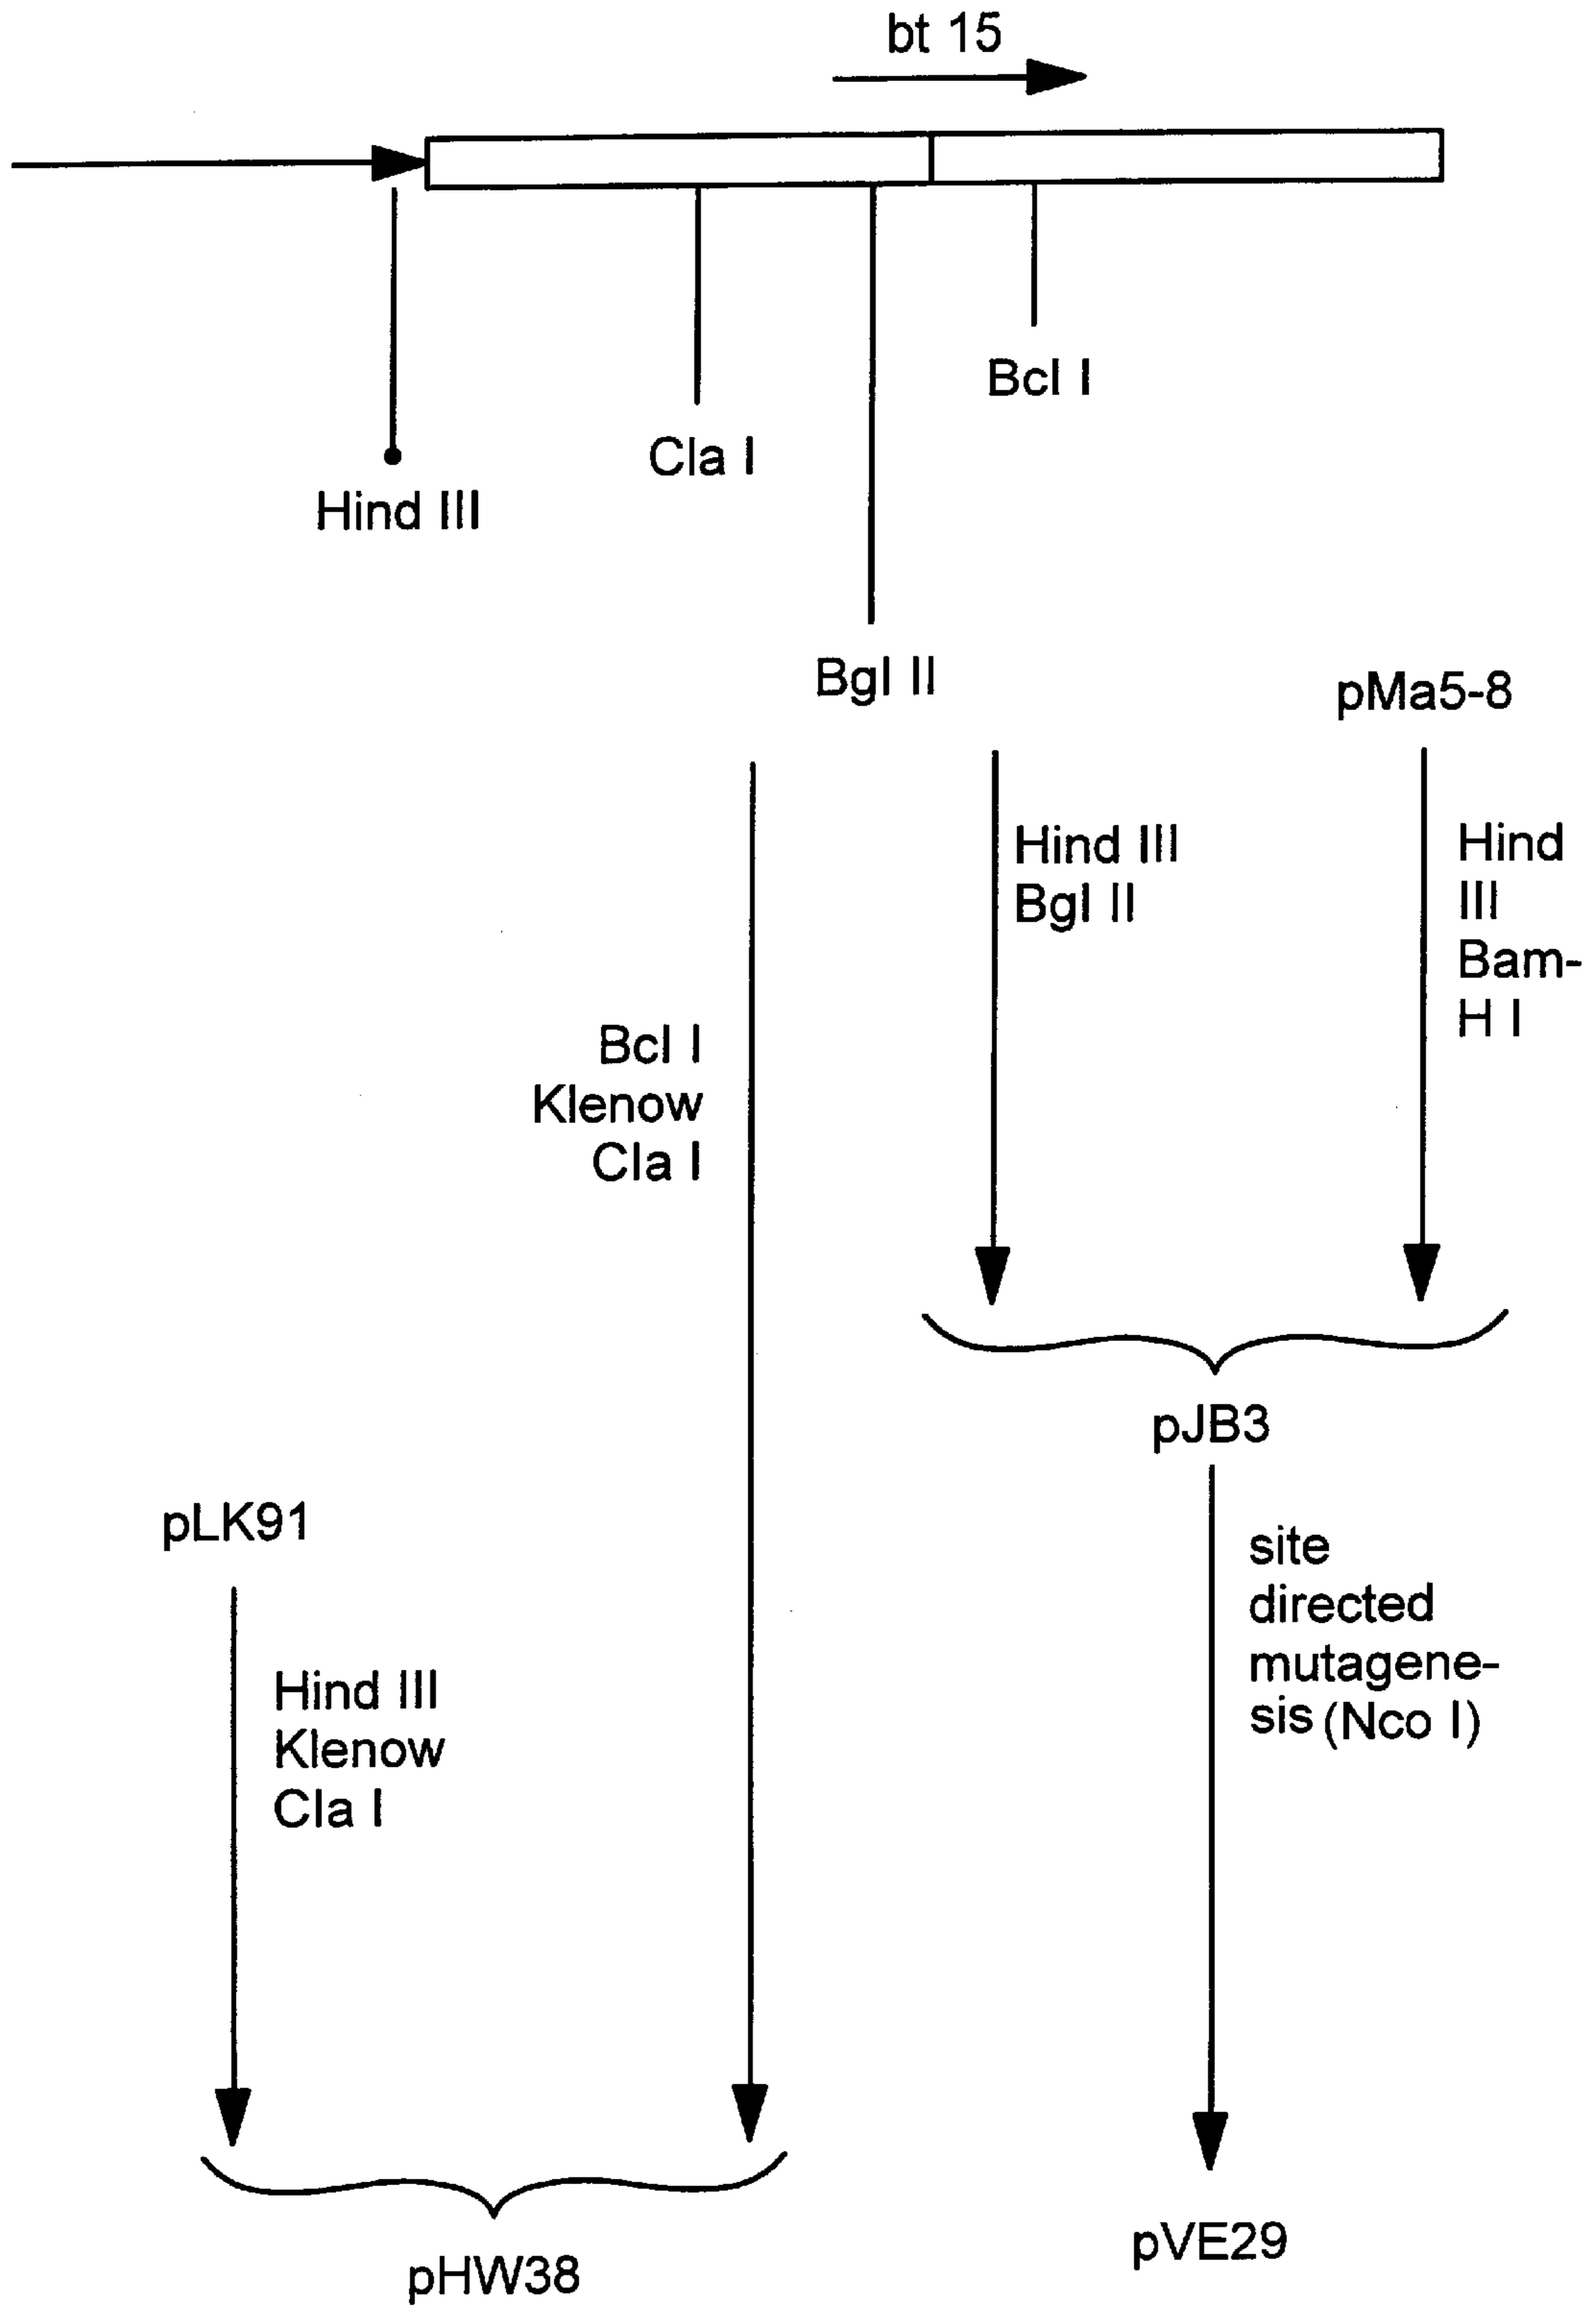 bt 15
Bcl I
Cla I
Hind III
Bgl II
pMa5-8
Hind III
Bgl II
Hind
III
Bam-
H I
Bcl I
Klenow
Cla I
pJB3
pLK91
site
directed
mutagene-
sis (Nco I)
Hind III
Klenow
Cla I
pVE29
pHW38